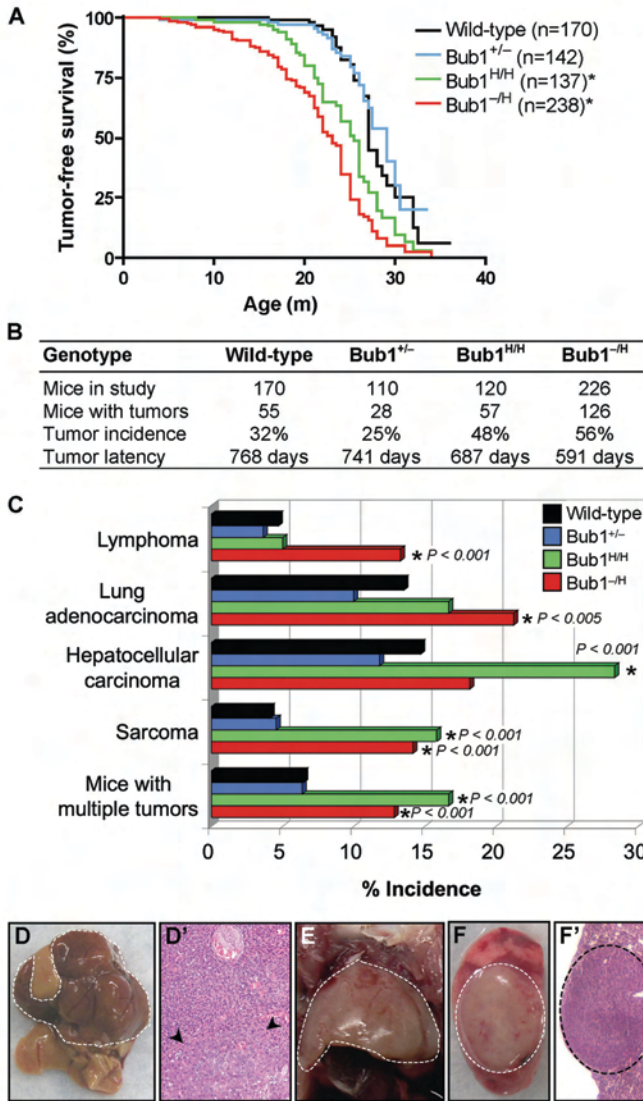 A
Tumor-free survival (%)
100
75
50
25
0
0 10 20 30 40
Age (m)
Wild-type (n=170)
Bub1+/– (n=142)
Bub1H/H (n=137)*
Bub1–/H (n=238)*
B
Genotype Wild-type Bub1+/– Bub1H/H Bub1–/H
Mice in study 170 110 120 226
Mice with tumors 55 28 57 126
Tumor incidence 32% 25% 48% 56%
Tumor latency 768 days 741 days 687 days 591 days
C
Wild-type
Bub1+/–
Bub1H/H
Bub1–/H
Lymphoma
* P < 0.001
Lung
adenocarcinoma
* P < 0.005
Hepatocellular
carcinoma
P < 0.001
*
Sarcoma
* P < 0.001
* P < 0.001
Mice with
multiple tumors
* P < 0.001
* P < 0.001
0 5 10 15 20 25 30
% Incidence
D
D'
E
F
F'